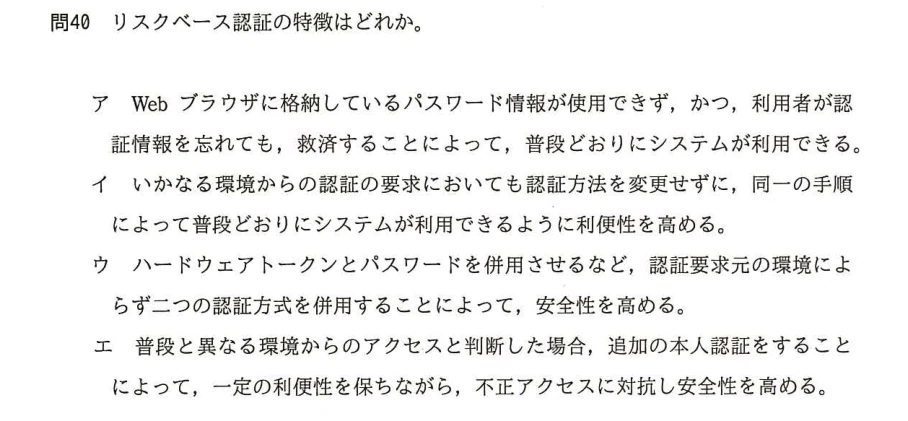 問40 リスクベース認証の特徴はどれか。
ア Web ブラウザに格納しているパスワード情報が使用できず，かつ，利用者が認
証情報を忘れても，救済することによって，普段どおりにシステムが利用できる。
イ いかなる環境からの認証の要求においても認証方法を変更せずに，同一の手順
によって普段どおりにシステムが利用できるように利便性を高める。
ウ ハードウェアトークンとパスワードを併用させるなど，認証要求元の環境によ
らず二つの認証方式を併用することによって，安全性を高める。
エ 普段と異なる環境からのアクセスと判断した場合，追加の本人認証をすること
によって，一定の利便性を保ちながら，不正アクセスに対抗し安全性を高める。